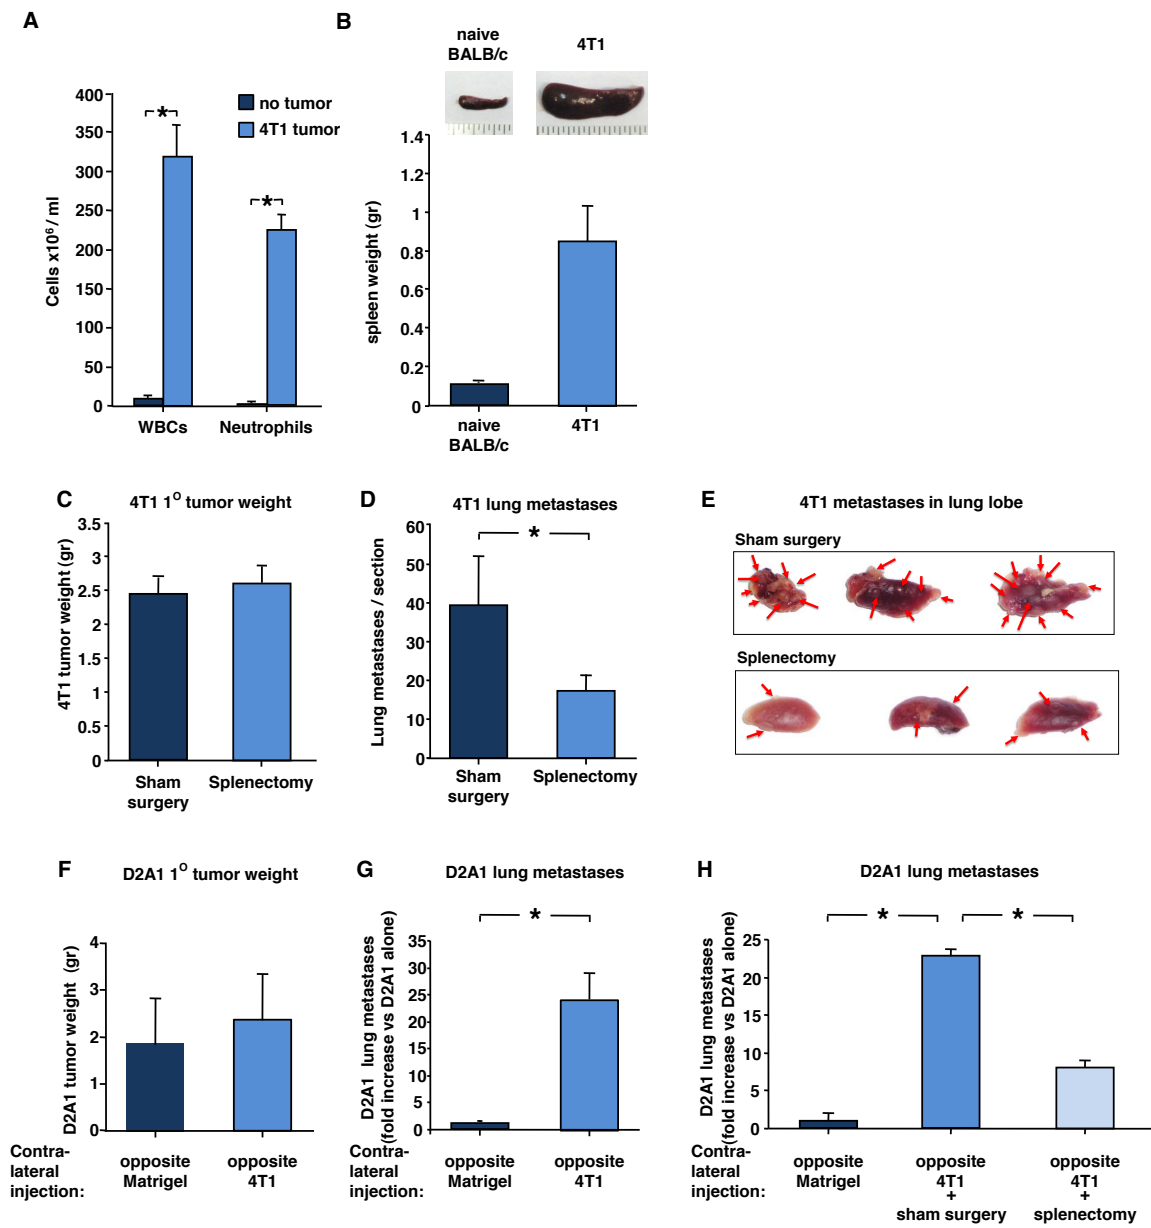 A
400
350
300
250
200
150
100
50
0
Cells x10⁶ / ml
*
*
no tumor
4T1 tumor
WBCs
Neutrophils
B
naive
BALB/c
4T1
1.4
1.2
1
0.8
0.6
0.4
0.2
0
spleen weight (gr)
naive
BALB/c
4T1
C
4T1 1º tumor weight
3.5
3
2.5
2
1.5
1
0.5
0
4T1 tumor weight (gr)
Sham
surgery
Splenectomy
D
4T1 lung metastases
60
50
40
30
20
10
0
Lung metastases / section
*
Sham
surgery
Splenectomy
E
4T1 metastases in lung lobe
Sham surgery
Splenectomy
F
D2A1 1º tumor weight
4
3
2
1
0
D2A1 tumor weight (gr)
Contra-
lateral
injection:
opposite
Matrigel
opposite
4T1
G
D2A1 lung metastases
35
30
25
20
15
10
5
0
D2A1 lung metastases
(fold increase vs D2A1 alone)
*
Contra-
lateral
injection:
opposite
Matrigel
opposite
4T1
H
D2A1 lung metastases
25
20
15
10
5
0
D2A1 lung metastases
(fold increase vs D2A1 alone)
*
*
Contra-
lateral
injection:
opposite
Matrigel
opposite
4T1
+
sham surgery
opposite
4T1
+
splenectomy